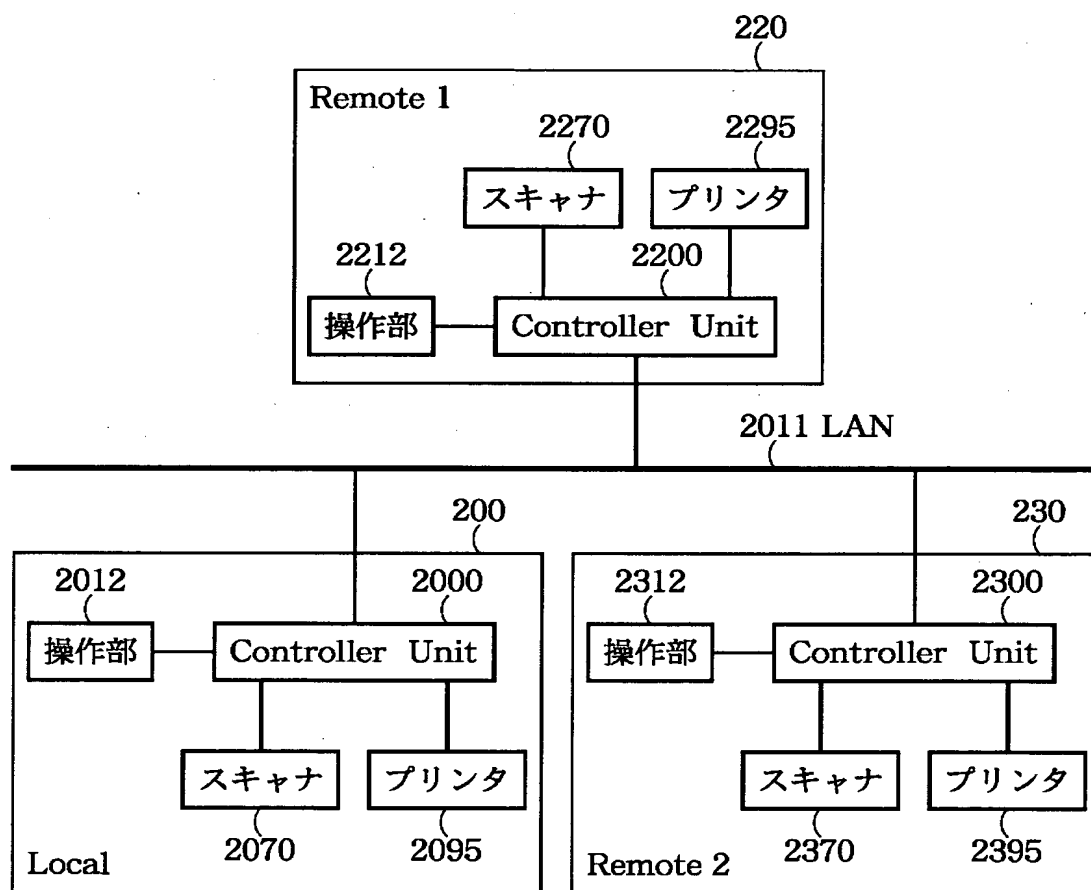 220
Remote 1
2270
2295
スキャナ
プリンタ
2212
2200
操作部
Controller Unit
2011 LAN
200
230
2012
2000
2312
2300
操作部
Controller Unit
操作部
Controller Unit
スキャナ
プリンタ
スキャナ
プリンタ
Local
2070
2095
Remote 2
2370
2395